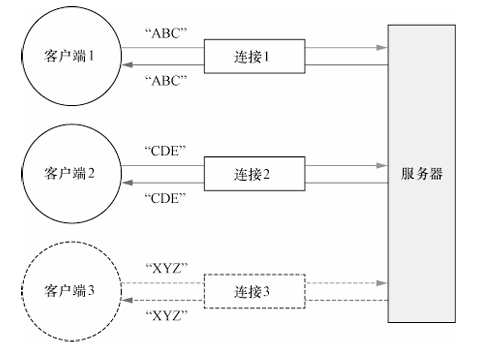 “ABC”
客户端1
连接1
“ABC”
“CDE”
客户端2
连接2
服务器
“CDE”
“XYZ”
客户端3
连接3
“XYZ”